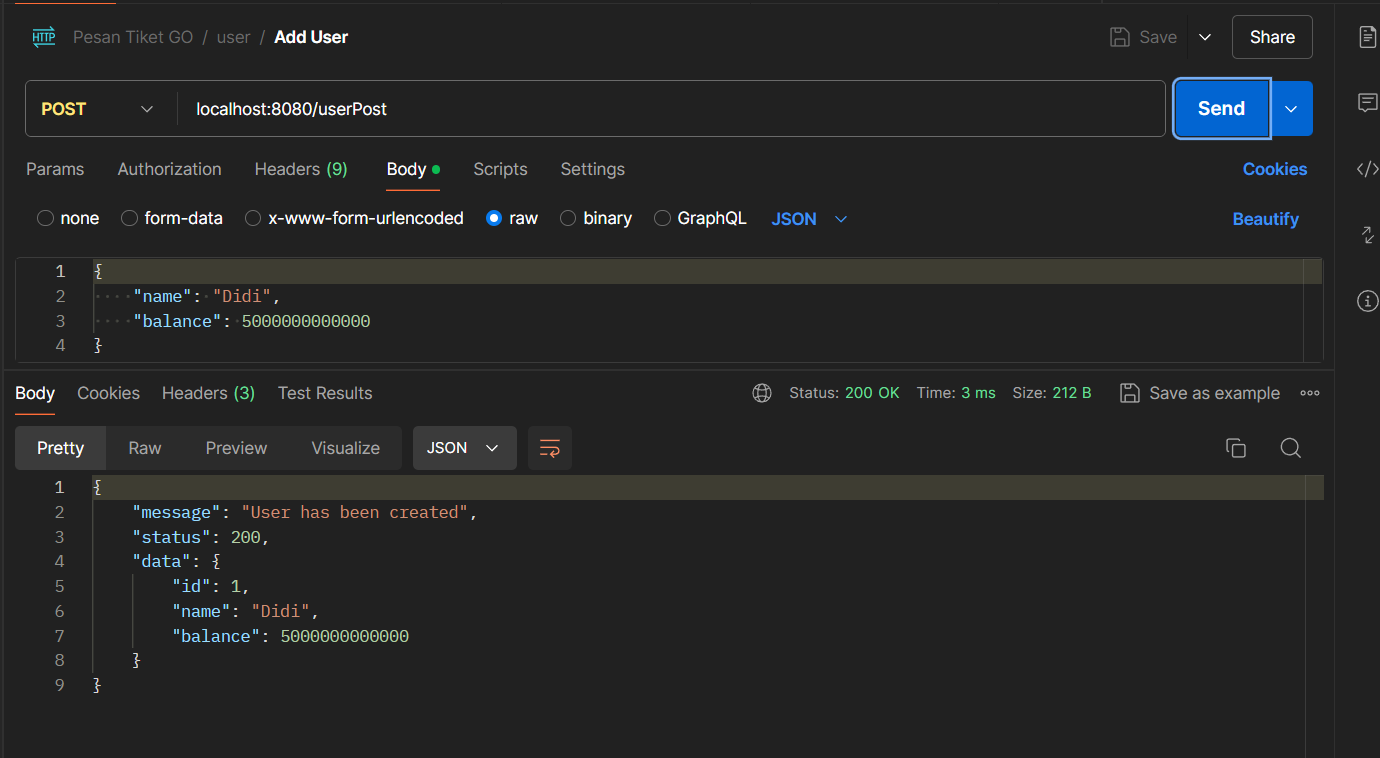 HTTP Pesan Tiket GO / user / Add User Save Share
POST localhost:8080/userPost Send
Params Authorization Headers (9) Body Scripts Settings Cookies
none form-data x-www-form-urlencoded raw binary GraphQL JSON Beautify
1 {
2 "name": "Didi",
3 "balance": 5000000000000
4 }
Body Cookies Headers (3) Test Results Status: 200 OK Time: 3 ms Size: 212 B Save as example
Pretty Raw Preview Visualize JSON
1 {
2 "message": "User has been created",
3 "status": 200,
4 "data": {
5 "id": 1,
6 "name": "Didi",
7 "balance": 5000000000000
8 }
9 }